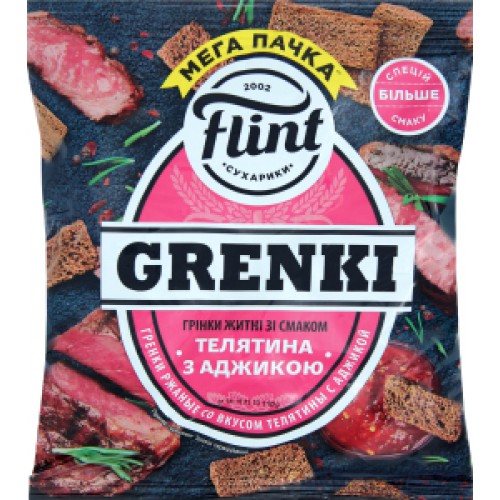 МЕГА ПАЧКА
2002
flint
СУХАРИКИ
СПЕЦІЙ
БІЛЬШЕ
СМАКУ
GRENKI
ГРІНКИ ЖИТНІ ЗІ СМАКОМ
ТЕЛЯТИНА
З АДЖИКОЮ
ГРЕНКИ РЖАНЫЕ СО ВКУСОМ ТЕЛЯТИНЫ С АДЖИКОЙ